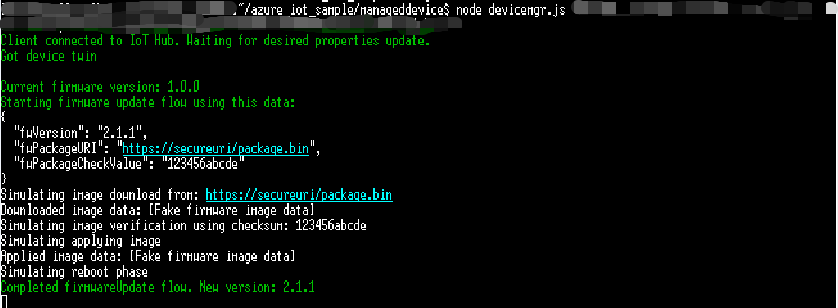 ~/azure_iot_sample/manageddevice$ node devicemgr.js
Client connected to IoT Hub. Waiting for desired properties update.
Got device twin
Current firmware version: 1.0.0
Starting firmware update flow using this data:
{
"fwVersion": "2.1.1",
"fwPackageURI": "https://secureuri/package.bin",
"fwPackageCheckValue": "123456abcde"
}
Simulating image download from: https://secureuri/package.bin
Downloaded image data: [Fake firmware image data]
Simulating image verification using checksum: 123456abcde
Simulating applying image
Applied image data: [Fake firmware image data]
Simulating reboot phase
Completed firmwareUpdate flow. New version: 2.1.1